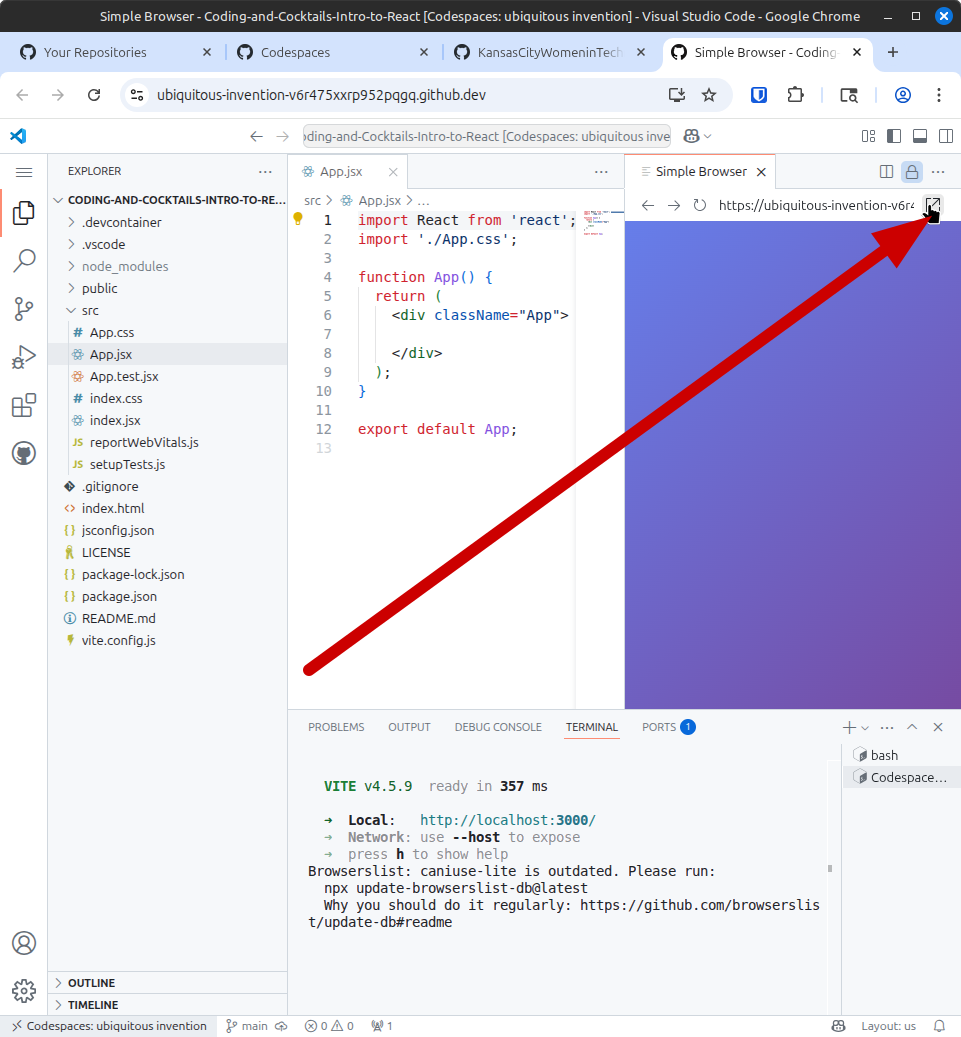 Simple Browser - Coding-and-Cocktails-Intro-to-React [Codespaces: ubiquitous invention] - Visual Studio Code - Google Chrome
Your Repositories
Codespaces
KansasCityWomeninTech
Simple Browser - Coding-
ubiquitous-invention-v6r475xxrp952pqgq.github.dev
oding-and-Cocktails-Intro-to-React [Codespaces: ubiquitous inve
EXPLORER
CODING-AND-COCKTAILS-INTRO-TO-RE...
.devcontainer
.vscode
node_modules
public
src
App.css
App.jsx
App.test.jsx
index.css
index.jsx
JS reportWebVitals.js
JS setupTests.js
.gitignore
index.html
jsconfig.json
LICENSE
package-lock.json
package.json
README.md
vite.config.js
OUTLINE
TIMELINE
App.jsx
src > App.jsx > ...
1 import React from 'react';
2 import './App.css';
3
4 function App() {
5 return (
6 <div className="App">
7
8 </div>
9 );
10 }
11
12 export default App;
13
Simple Browser
https://ubiquitous-invention-v6r4
PROBLEMS OUTPUT DEBUG CONSOLE TERMINAL PORTS 1
VITE v4.5.9 ready in 357 ms
➜ Local: http://localhost:3000/
➜ Network: use --host to expose
➜ press h to show help
Browserslist: caniuse-lite is outdated. Please run:
npx update-browserslist-db@latest
Why you should do it regularly: https://github.com/browserslis
t/update-db#readme
bash
Codespace...
Codespaces: ubiquitous invention main 0 0 1 Layout: us